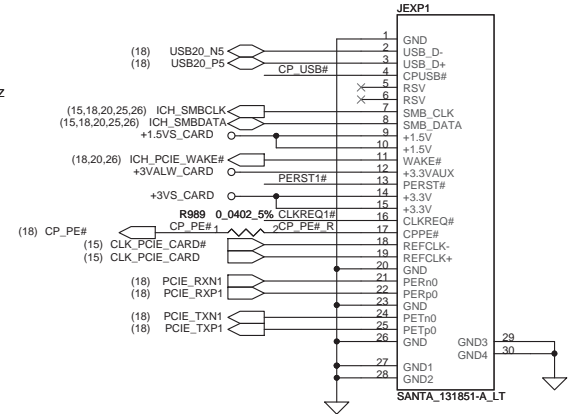 JEXP1
1 GND
(18) USB20_N5 2 USB_D-
(18) USB20_P5 3 USB_D+
CP_USB# 4 CPUSB#
z
5 RSV
6 RSV
(15,18,20,25,26) ICH_SMBCLK 7 SMB_CLK
(15,18,20,25,26) ICH_SMBDATA 8 SMB_DATA
+1.5VS_CARD 9 +1.5V
10 +1.5V
(18,20,26) ICH_PCIE_WAKE# 11 WAKE#
+3VALW_CARD 12 +3.3VAUX
PERST1# 13 PERST#
+3VS_CARD 14 +3.3V
15 +3.3V
R989 0_0402_5% CLKREQ1# 16 CLKREQ#
(18) CP_PE# CP_PE# 1 2 CP_PE#_R 17 CPPE#
(15) CLK_PCIE_CARD# 18 REFCLK-
(15) CLK_PCIE_CARD 19 REFCLK+
20 GND
(18) PCIE_RXN1 21 PERn0
(18) PCIE_RXP1 22 PERp0
23 GND
(18) PCIE_TXN1 24 PETn0
(18) PCIE_TXP1 25 PETp0
26 GND GND3 29
GND4 30
27 GND1
28 GND2
SANTA_131851-A_LT